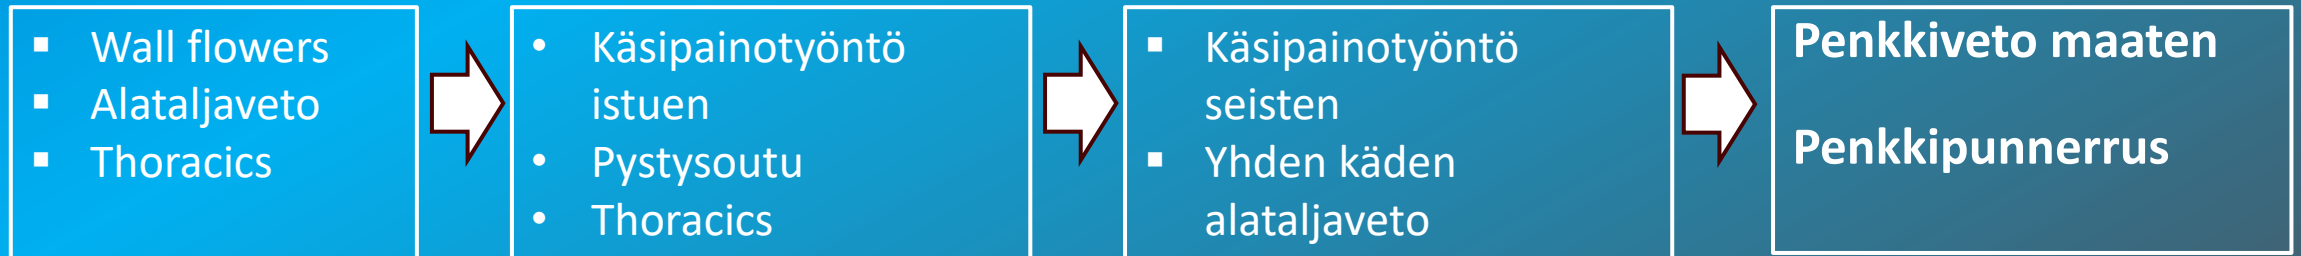 ▪ Wall flowers
▪ Alataljaveto
▪ Thoracics
• Käsipainotyöntö
istuen
• Pystysoutu
• Thoracics
▪ Käsipainotyöntö
seisten
▪ Yhden käden
alataljaveto
Penkkiveto maaten
Penkkipunnerrus